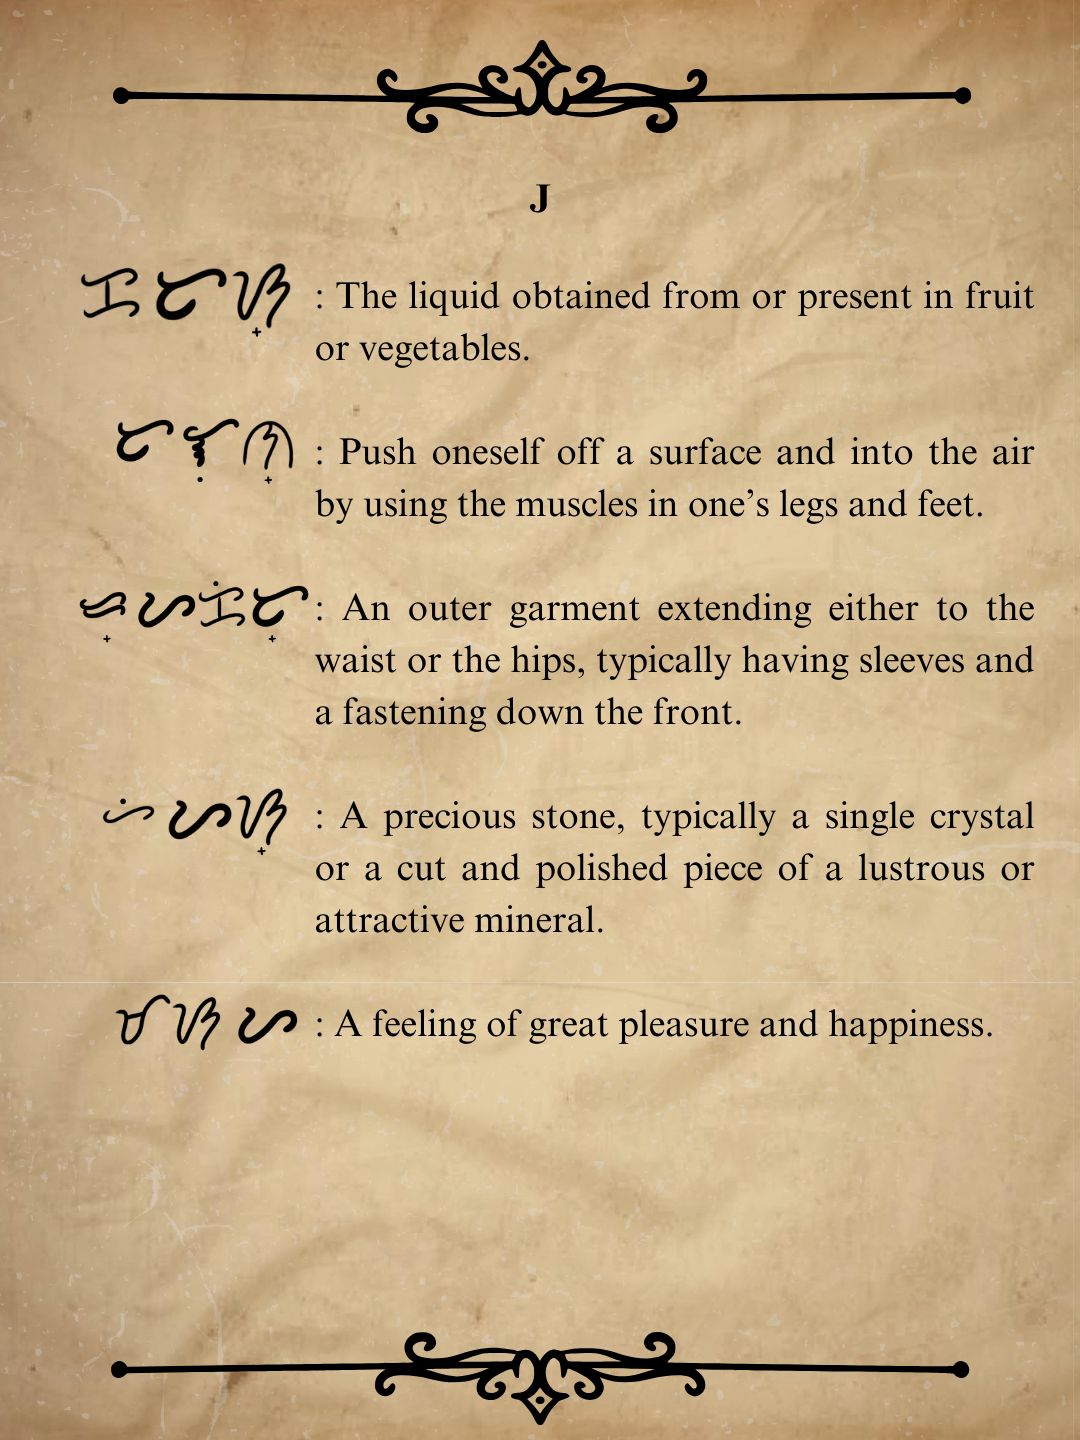 J
ᜃᜆᜐ᜔ : The liquid obtained from or present in fruit
or vegetables.
ᜆᜎᜓᜈ᜔ : Push oneself off a surface and into the air
by using the muscles in one’s legs and feet.
ᜇ᜔ᜌᜃᜒᜆ᜔ : An outer garment extending either to the
waist or the hips, typically having sleeves and
a fastening down the front.
ᜑᜒᜌᜐ᜔ : A precious stone, typically a single crystal
or a cut and polished piece of a lustrous or
attractive mineral.
ᜋᜐᜌ : A feeling of great pleasure and happiness.